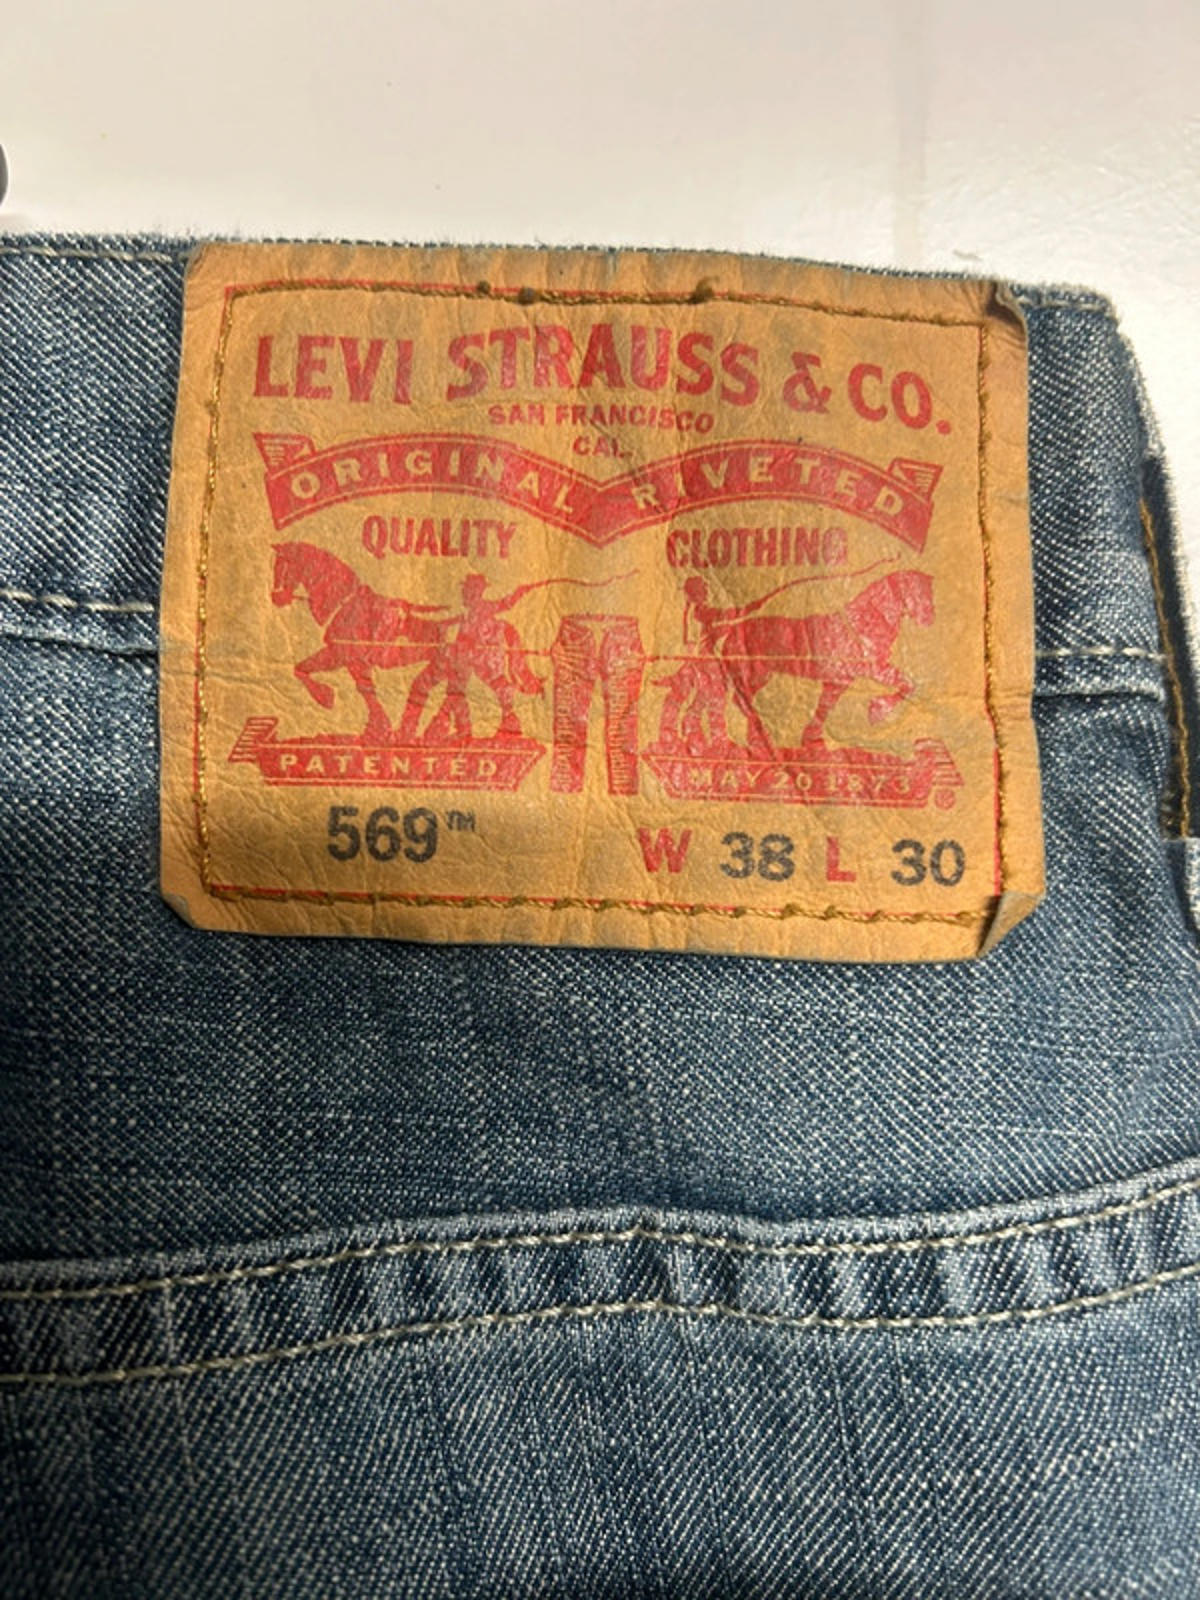 LEVI STRAUSS & CO.
SAN FRANCISCO
CAL.
ORIGINAL RIVETED
QUALITY CLOTHING
PATENTED MAY 20 1873 ®
569™ W 38 L 30